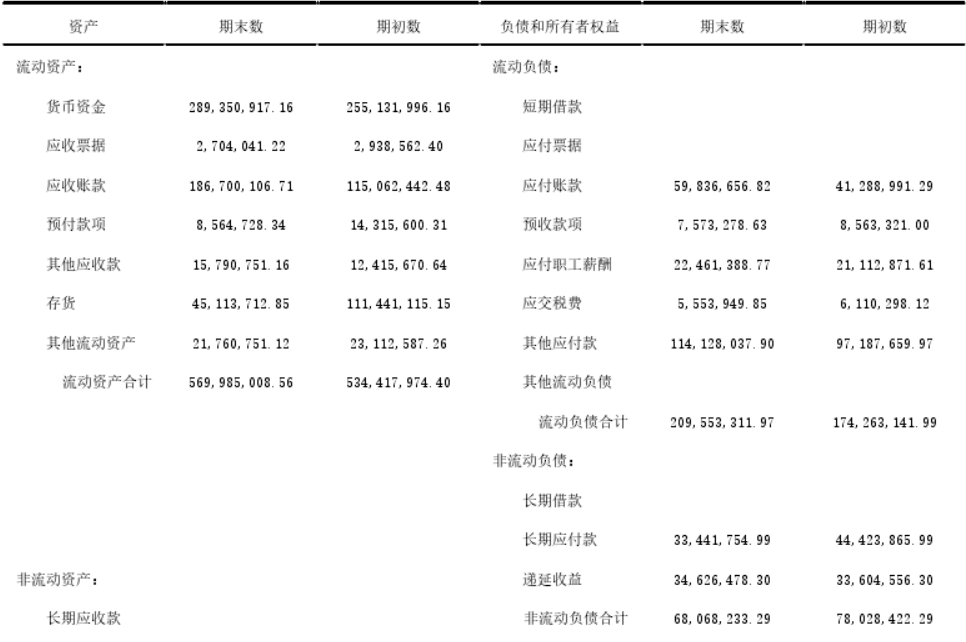 资产 期末数 期初数 负债和所有者权益 期末数 期初数
流动资产： 流动负债：
货币资金 289,350,917.16 255,131,996.16 短期借款
应收票据 2,704,041.22 2,938,562.40 应付票据
应收账款 186,700,106.71 115,062,442.48 应付账款 59,836,656.82 41,288,991.29
预付款项 8,564,728.34 14,315,600.31 预收款项 7,573,278.63 8,563,321.00
其他应收款 15,790,751.16 12,415,670.64 应付职工薪酬 22,461,388.77 21,112,871.61
存货 45,113,712.85 111,441,115.15 应交税费 5,553,949.85 6,110,298.12
其他流动资产 21,760,751.12 23,112,587.26 其他应付款 114,128,037.90 97,187,659.97
流动资产合计 569,985,008.56 534,417,974.40 其他流动负债
流动负债合计 209,553,311.97 174,263,141.99
非流动负债：
长期借款
长期应付款 33,441,754.99 44,423,865.99
非流动资产： 递延收益 34,626,478.30 33,604,556.30
长期应收款 非流动负债合计 68,068,233.29 78,028,422.29